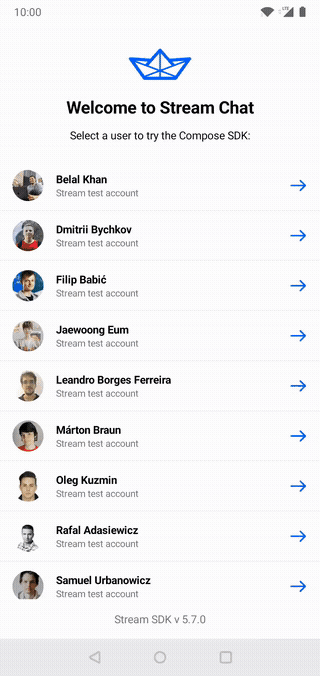 10:00
LTE
Welcome to Stream Chat
Select a user to try the Compose SDK:
Belal Khan
Stream test account
Dmitrii Bychkov
Stream test account
Filip Babić
Stream test account
Jaewoong Eum
Stream test account
Leandro Borges Ferreira
Stream test account
Márton Braun
Stream test account
Oleg Kuzmin
Stream test account
Rafal Adasiewicz
Stream test account
Samuel Urbanowicz
Stream test account
Stream SDK v 5.7.0